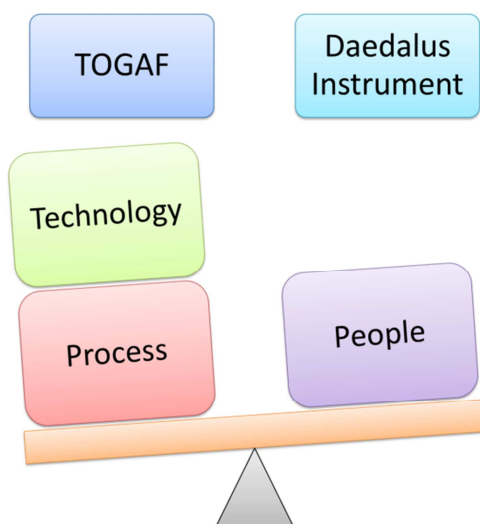 TOGAF
Daedalus
Instrument
Technology
Process
People